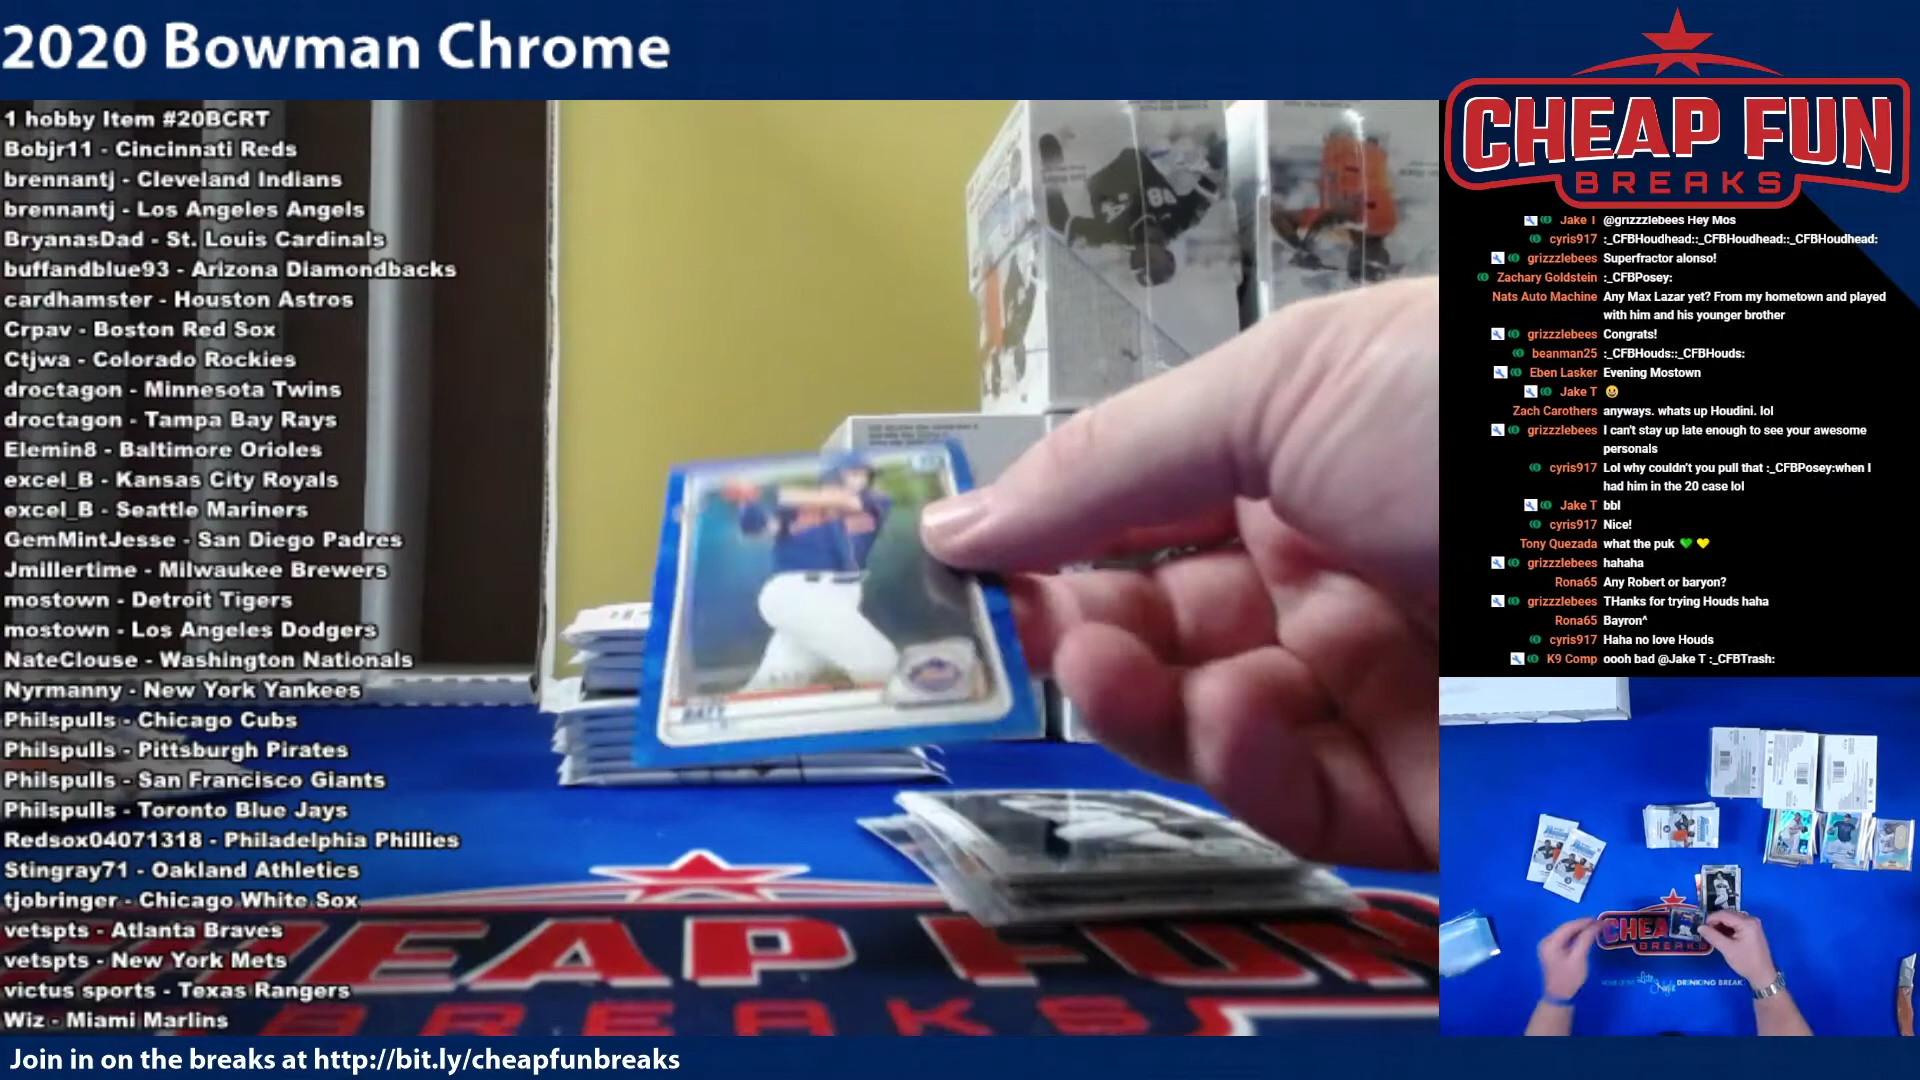 2020 Bowman Chrome
1 hobby Item #20BCRT
Bobjr11 - Cincinnati Reds
brennantj - Cleveland Indians
brennantj - Los Angeles Angels
BryanasDad - St. Louis Cardinals
buffandblue93 - Arizona Diamondbacks
cardhamster - Houston Astros
Crpav - Boston Red Sox
Ctjwa - Colorado Rockies
droctagon - Minnesota Twins
droctagon - Tampa Bay Rays
Elemin8 - Baltimore Orioles
excel_B - Kansas City Royals
excel_B - Seattle Mariners
GemMintJesse - San Diego Padres
Jmillertime - Milwaukee Brewers
mostown - Detroit Tigers
mostown - Los Angeles Dodgers
NateClouse - Washington Nationals
Nyrmanny - New York Yankees
Philspulls - Chicago Cubs
Philspulls - Pittsburgh Pirates
Philspulls - San Francisco Giants
Philspulls - Toronto Blue Jays
Redsox04071318 - Philadelphia Phillies
Stingray71 - Oakland Athletics
tjobringer - Chicago White Sox
vetspts - Atlanta Braves
vetspts - New York Mets
victus sports - Texas Rangers
Wiz - Miami Marlins
CHEAP FUN
BREAKS
CHEAP FUN
BREAKS
Jake T @grizzzlebees Hey Mos
cyris917 :_CFBHoudhead::_CFBHoudhead::_CFBHoudhead:
grizzzlebees Superfractor alonso!
Zachary Goldstein :_CFBPosey:
Nats Auto Machine Any Max Lazar yet? From my hometown and played
with him and his younger brother
grizzzlebees Congrats!
beanman25 :_CFBHouds::_CFBHouds:
Eben Lasker Evening Mostown
Jake T 😀
Zach Carothers anyways. whats up Houdini. lol
grizzzlebees I can't stay up late enough to see your awesome
personals
cyris917 Lol why couldn't you pull that :_CFBPosey:when I
had him in the 20 case lol
Jake T bbl
cyris917 Nice!
Tony Quezada what the puk 💚 💛
grizzzlebees hahaha
Rona65 Any Robert or baryon?
grizzzlebees THanks for trying Houds haha
Rona65 Bayron^
cyris917 Haha no love Houds
K9 Comp oooh bad @Jake T :_CFBTrash:
CHEA
BREAKS
Late Night DRINKING BREAK
Join in on the breaks at http://bit.ly/cheapfunbreaks